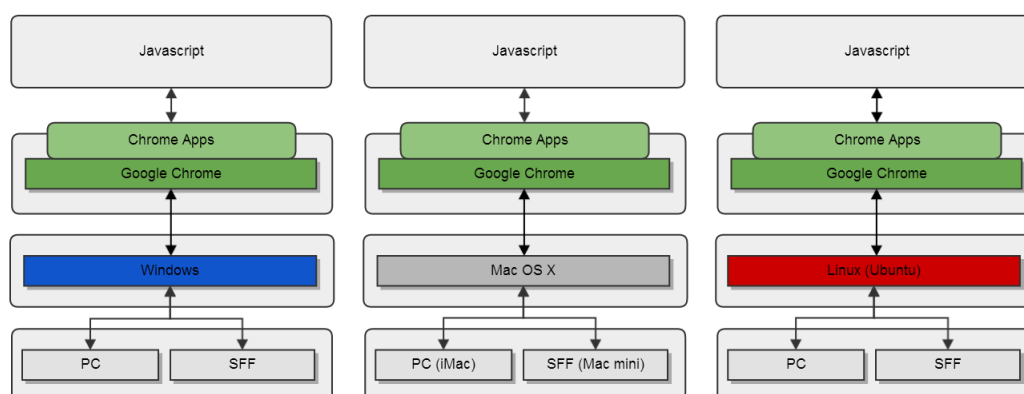 Javascript
Javascript
Javascript
Chrome Apps
Chrome Apps
Chrome Apps
Google Chrome
Google Chrome
Google Chrome
Windows
Mac OS X
Linux (Ubuntu)
PC
SFF
PC (iMac)
SFF (Mac mini)
PC
SFF